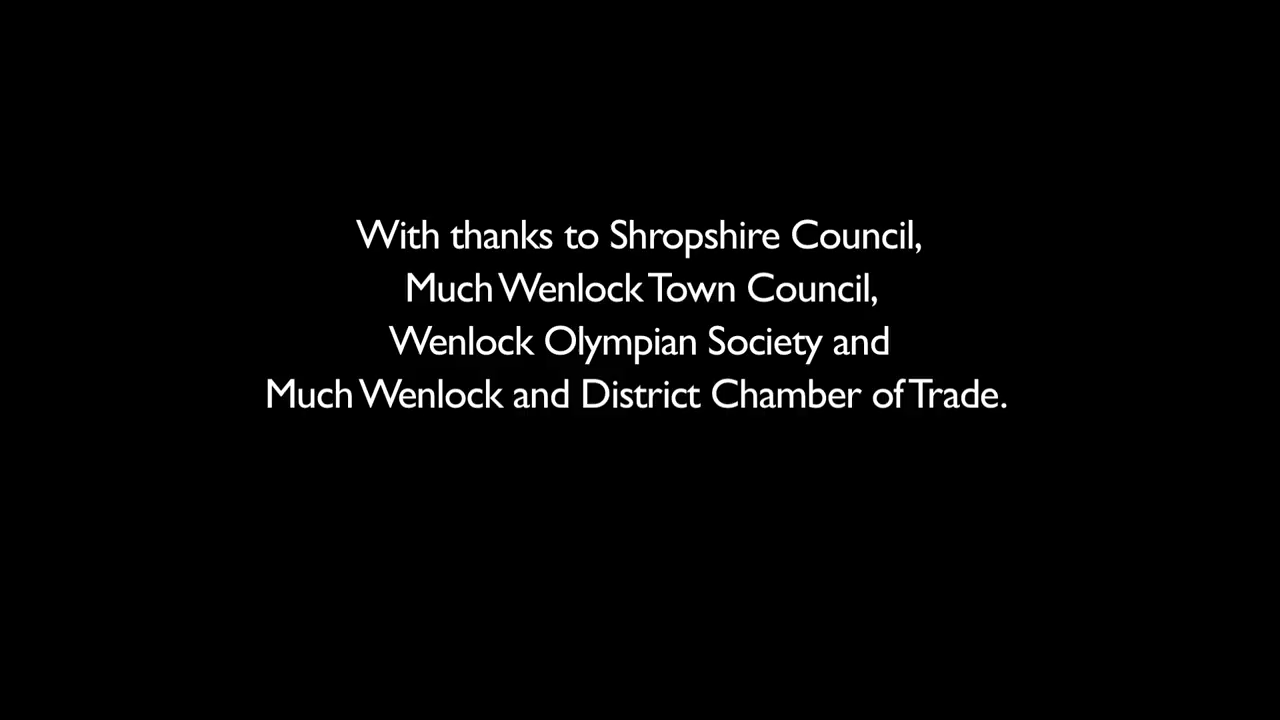 With thanks to Shropshire Council,
Much Wenlock Town Council,
Wenlock Olympian Society and
Much Wenlock and District Chamber of Trade.